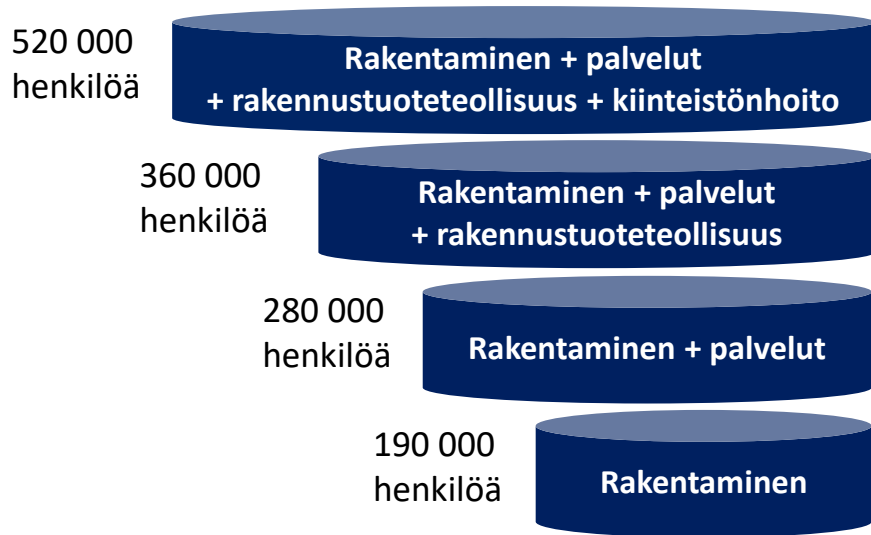 520 000
henkilöä
Rakentaminen + palvelut
+ rakennustuoteteollisuus + kiinteistönhoito
360 000
henkilöä
Rakentaminen + palvelut
+ rakennustuoteteollisuus
280 000
henkilöä
Rakentaminen + palvelut
190 000
henkilöä
Rakentaminen